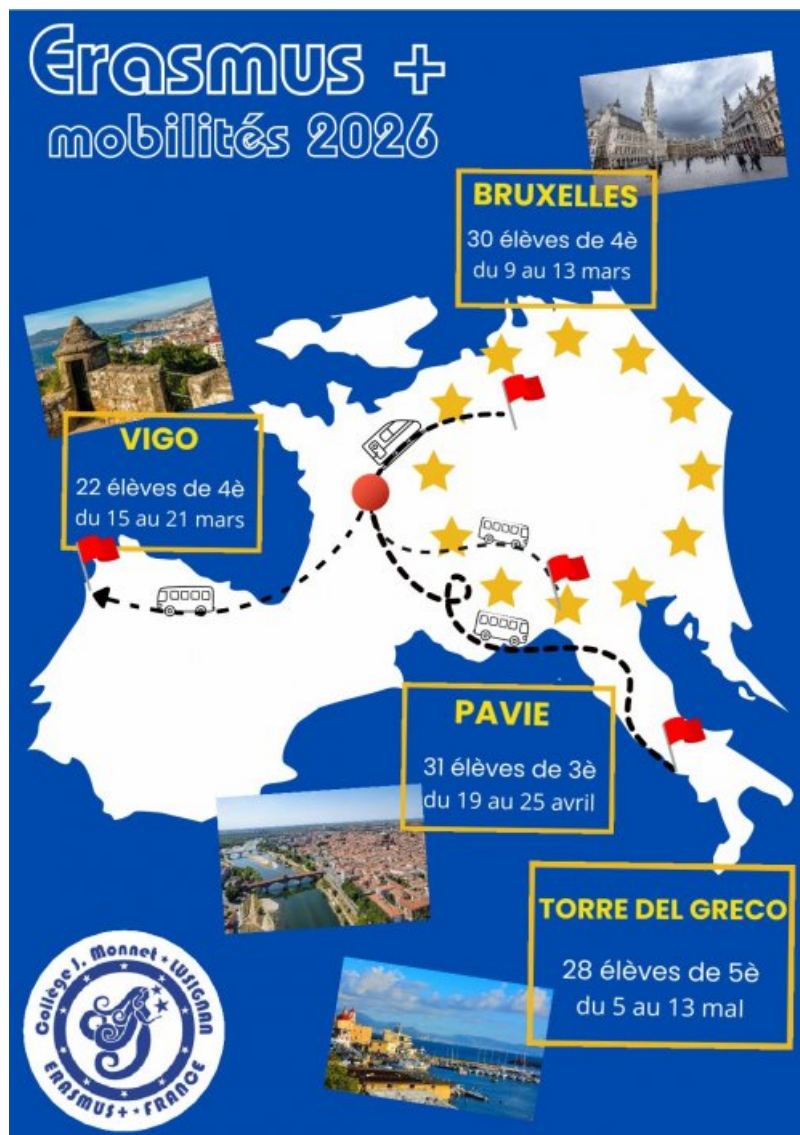 Erasmus +
mobilités 2026
BRUXELLES
30 élèves de 4è
du 9 au 13 mars
VIGO
22 élèves de 4è
du 15 au 21 mars
PAVIE
31 élèves de 3è
du 19 au 25 avril
TORRE DEL GRECO
28 élèves de 5è
du 5 au 13 mai
Collège J. Monnet * LUSIGNAN
ERASMUS+ * FRANCE